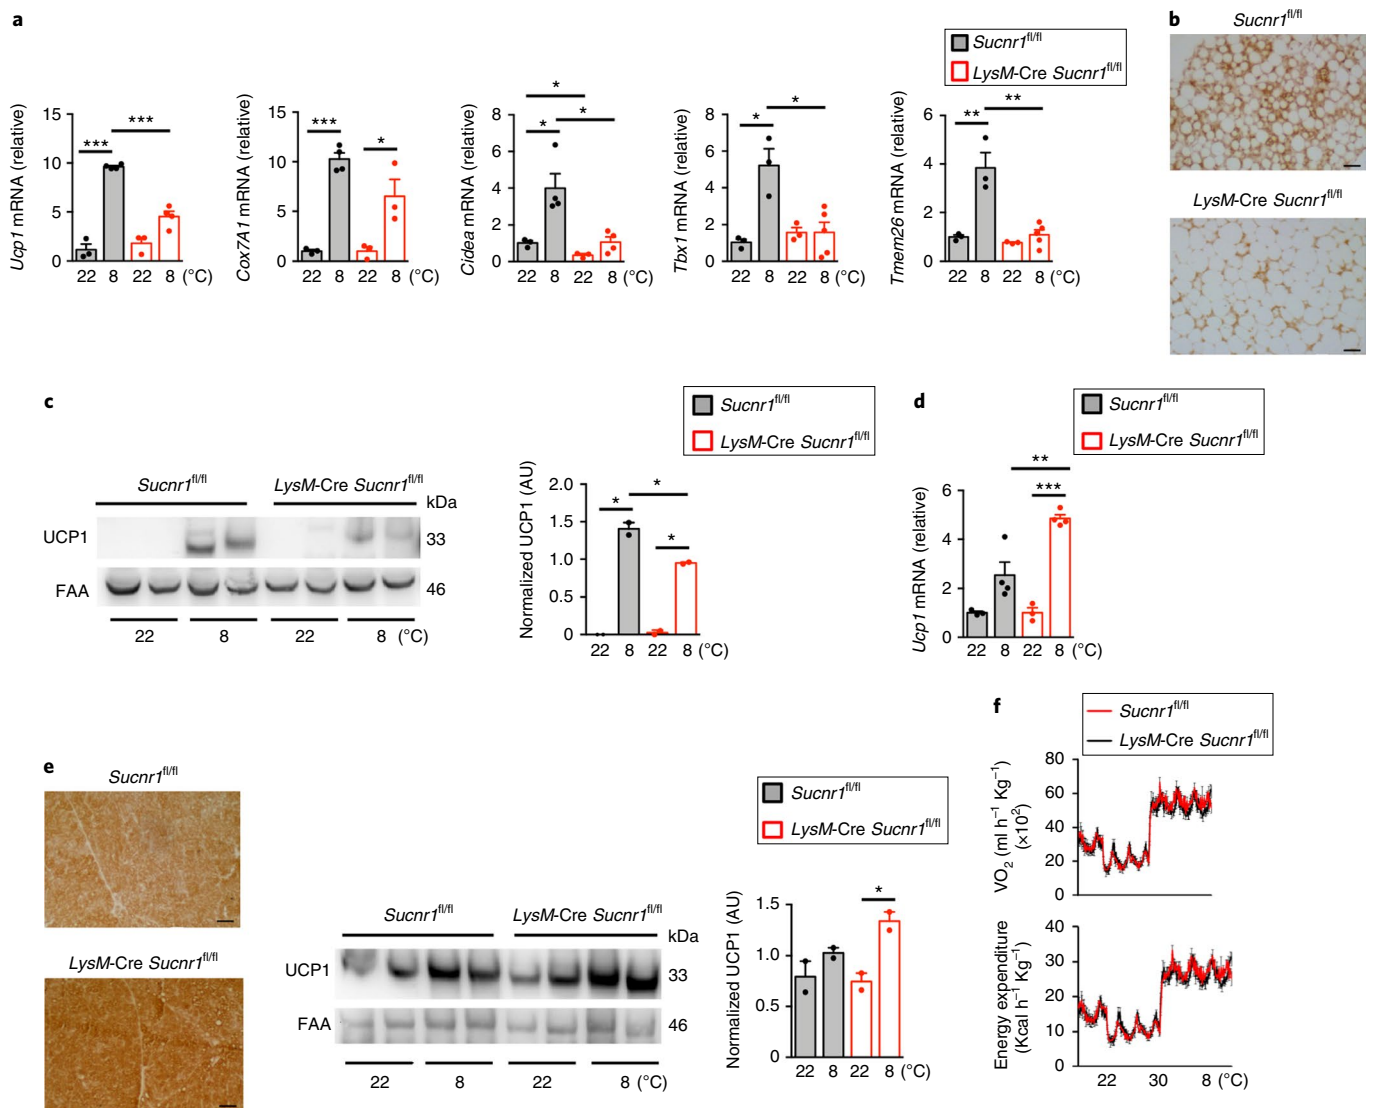 a
Sucnr1fl/fl
LysM-Cre Sucnr1fl/fl
Ucp1 mRNA (relative)
15
10
5
0
***
***
22 8 22 8 (°C)
Cox7A1 mRNA (relative)
15
10
5
0
***
*
22 8 22 8 (°C)
Cidea mRNA (relative)
8
6
4
2
0
*
*
*
22 8 22 8 (°C)
Tbx1 mRNA (relative)
8
6
4
2
0
*
*
22 8 22 8 (°C)
Tmem26 mRNA (relative)
6
4
2
0
**
**
22 8 22 8 (°C)
b
Sucnr1fl/fl
LysM-Cre Sucnr1fl/fl
c
Sucnr1fl/fl LysM-Cre Sucnr1fl/fl
kDa
UCP1 33
FAA 46
22 8 22 8 (°C)
Sucnr1fl/fl
LysM-Cre Sucnr1fl/fl
Normalized UCP1 (AU)
2.0
1.5
1.0
0.5
0
*
*
*
22 8 22 8 (°C)
d
Sucnr1fl/fl
LysM-Cre Sucnr1fl/fl
Ucp1 mRNA (relative)
6
4
2
0
**
***
22 8 22 8 (°C)
e
Sucnr1fl/fl
LysM-Cre Sucnr1fl/fl
Sucnr1fl/fl LysM-Cre Sucnr1fl/fl
kDa
UCP1 33
FAA 46
22 8 22 8 (°C)
Sucnr1fl/fl
LysM-Cre Sucnr1fl/fl
Normalized UCP1 (AU)
1.5
1.0
0.5
0
*
22 8 22 8 (°C)
f
Sucnr1fl/fl
LysM-Cre Sucnr1fl/fl
VO2 (ml h−1 Kg−1)
(×102)
80
60
40
20
0
Energy expenditure
(Kcal h−1 Kg−1)
40
30
20
10
0
22 30 8 (°C)